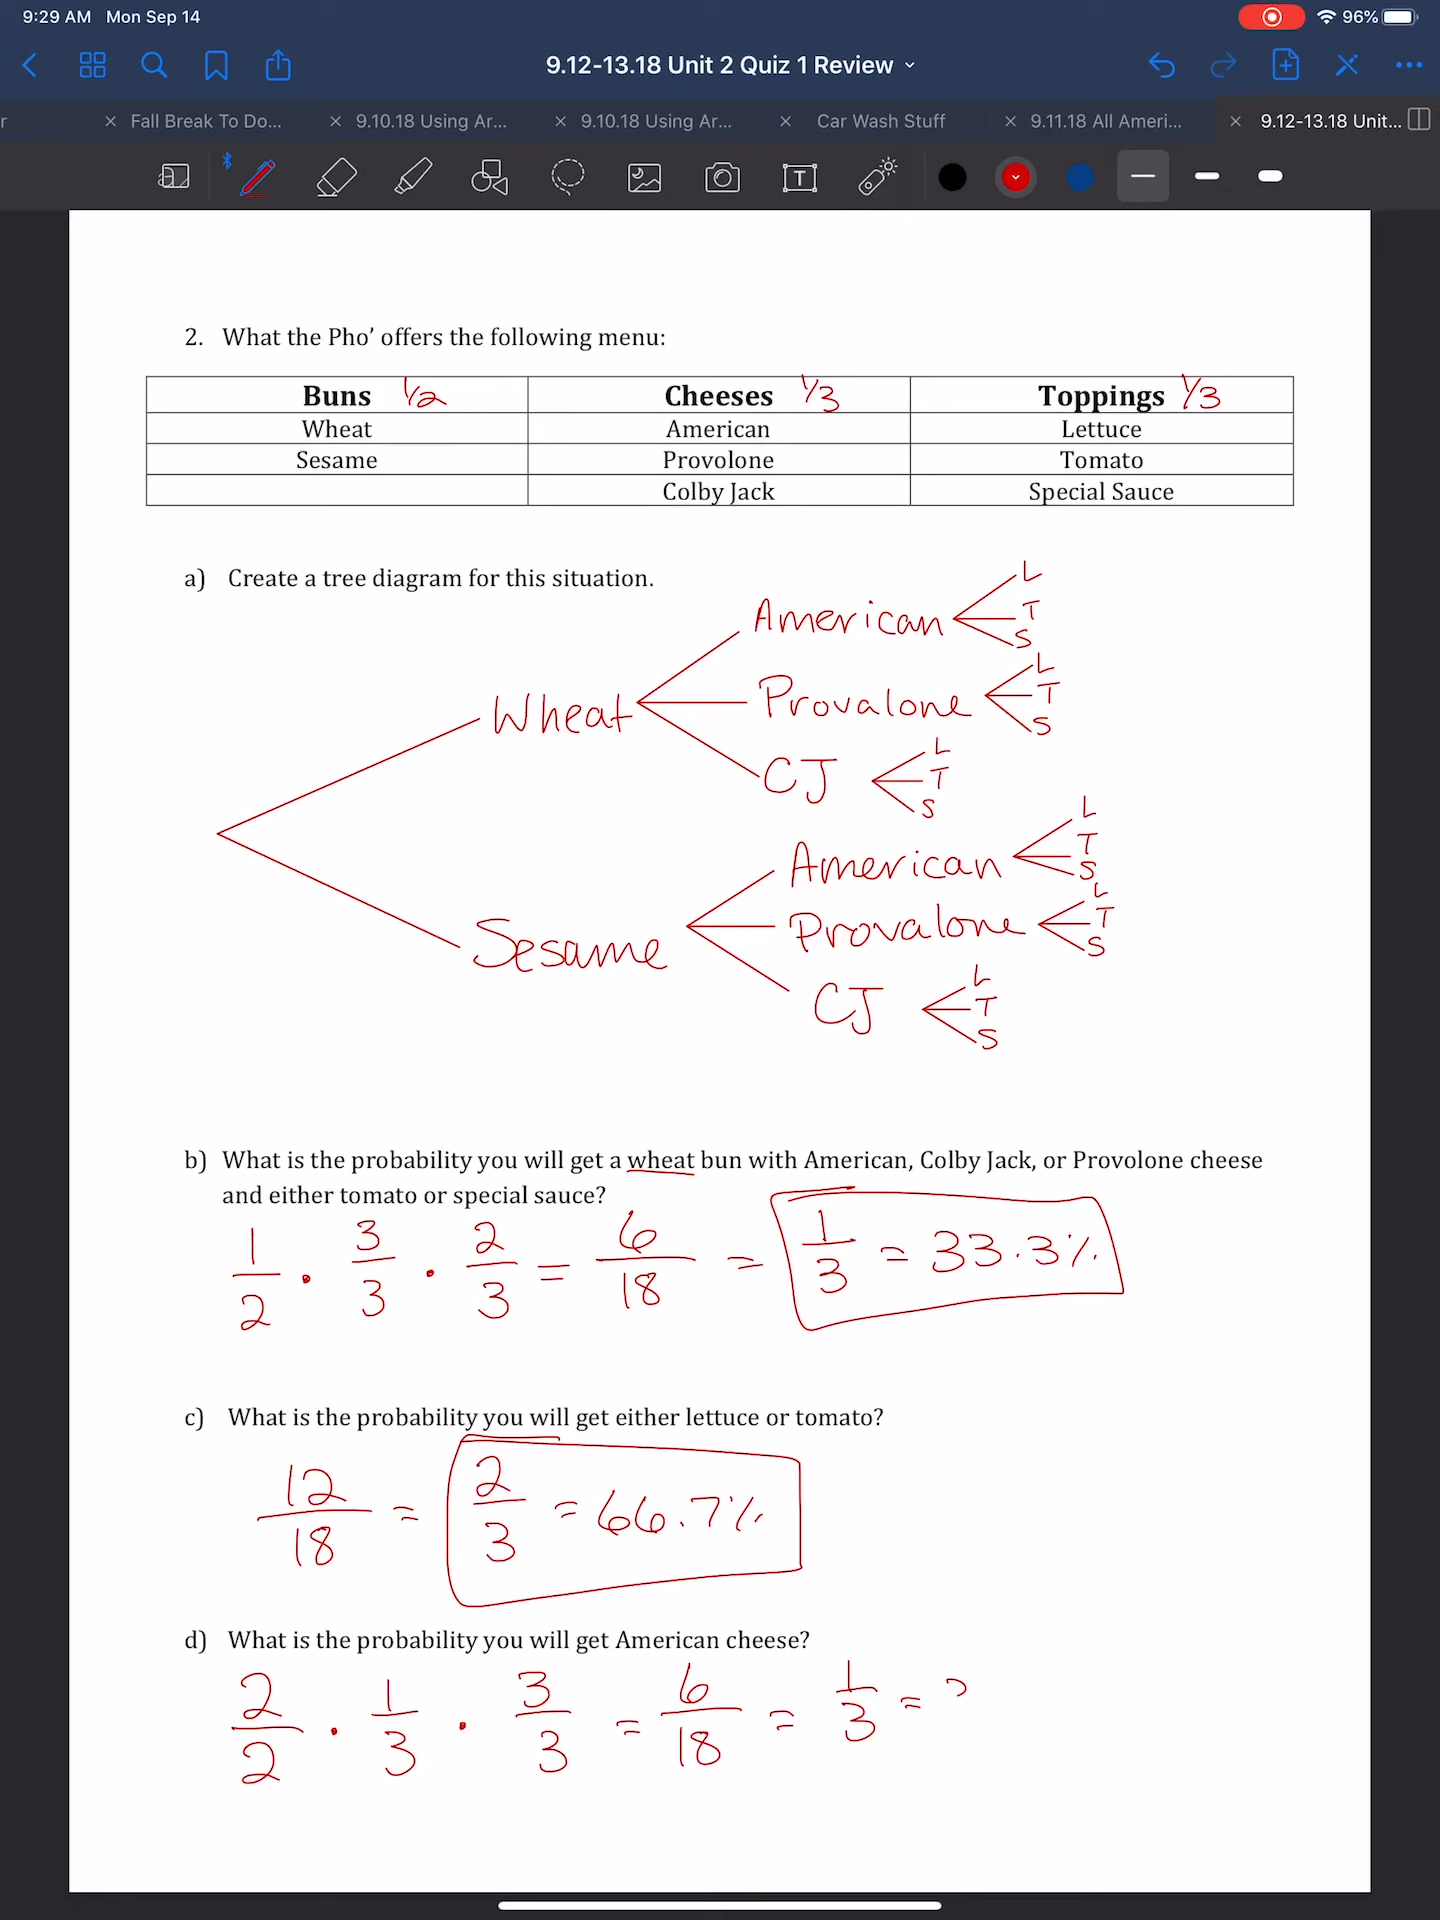 9:29 AM Mon Sep 14
96%
9.12-13.18 Unit 2 Quiz 1 Review
r × Fall Break To Do... × 9.10.18 Using Ar... × 9.10.18 Using Ar... × Car Wash Stuff × 9.11.18 All Ameri... × 9.12-13.18 Unit...
2. What the Pho’ offers the following menu:
Buns 1/2 Cheeses 1/3 Toppings 1/3
Wheat American Lettuce
Sesame Provolone Tomato
Colby Jack Special Sauce
a) Create a tree diagram for this situation.
Wheat
American L T S
Provalone L T S
CJ L T S
Sesame
American L T S
Provalone L T S
CJ L T S
b) What is the probability you will get a wheat bun with American, Colby Jack, or Provolone cheese
and either tomato or special sauce?
1/2 · 3/3 · 2/3 = 6/18 = 1/3 = 33.3%
c) What is the probability you will get either lettuce or tomato?
12/18 = 2/3 = 66.7%
d) What is the probability you will get American cheese?
2/2 · 1/3 · 3/3 = 6/18 = 1/3 =